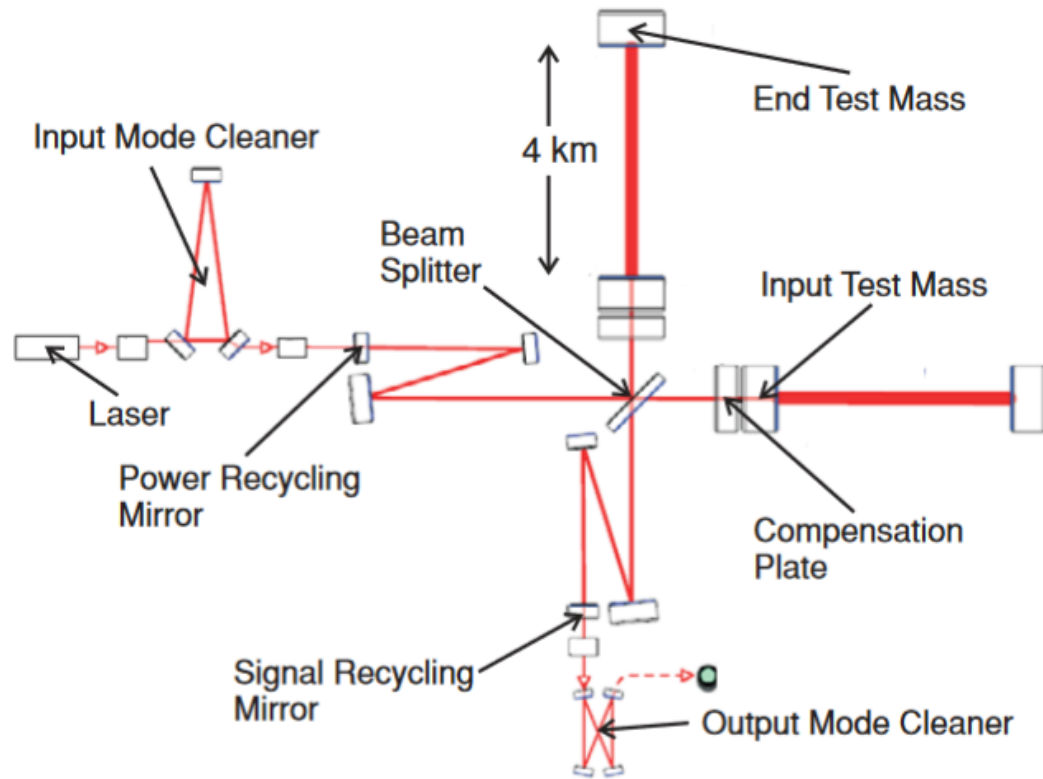 End Test Mass
Input Mode Cleaner
4 km
Beam
Splitter
Input Test Mass
Laser
Power Recycling
Mirror
Compensation
Plate
Signal Recycling
Mirror
Output Mode Cleaner